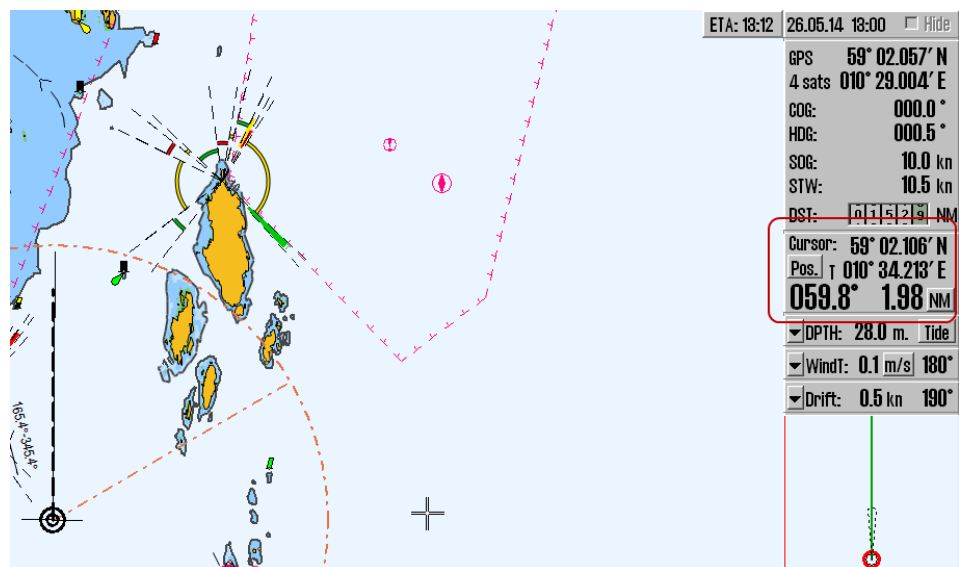 ETA: 13:12
26.05.14 13:00 Hide
GPS 59° 02.057′ N
4 sats 010° 29.004′ E
COG: 000.0 °
HDG: 000.5 °
SOG: 10.0 kn
STW: 10.5 kn
DST: 0 1 5 2 9 NM
Cursor: 59° 02.106′ N
Pos. T 010° 34.213′ E
059.8° 1.98 NM
DPTH: 28.0 m. Tide
WindT: 0.1 m/s 180°
Drift: 0.5 kn 190°
165.4°-345.4°